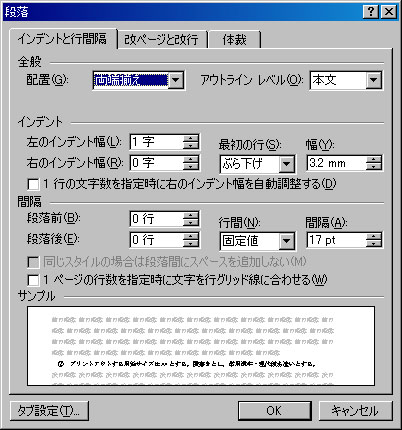 段落
インデントと行間隔 改ページと改行 体裁
全般
配置(G): 両端揃え アウトライン レベル(O): 本文
インデント
左のインデント幅(L): 1 字 最初の行(S): 幅(Y):
右のインデント幅(R): 0 字 ぶら下げ 3.2 mm
1 行の文字数を指定時に右のインデント幅を自動調整する(D)
間隔
段落前(B): 0 行 行間(N): 間隔(A):
段落後(E): 0 行 固定値 17 pt
同じスタイルの場合は段落間にスペースを追加しない(M)
1 ページの行数を指定時に文字を行グリッド線に合わせる(W)
サンプル
タブ設定(T)... OK キャンセル